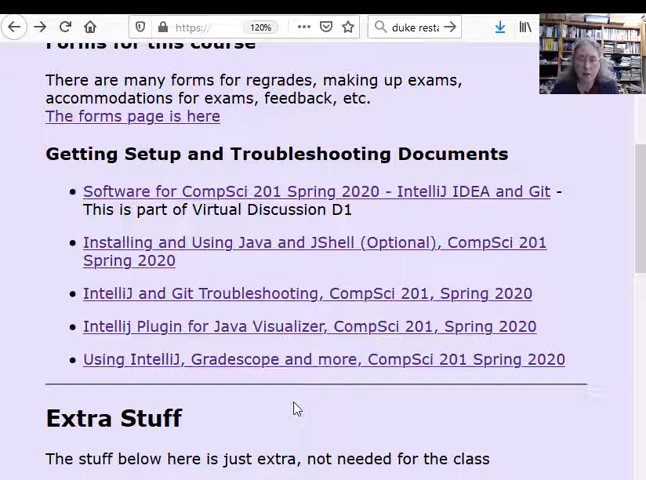 https://
120%
duke resta
Forms for this course
There are many forms for regrades, making up exams,
accommodations for exams, feedback, etc.
The forms page is here
Getting Setup and Troubleshooting Documents
Software for CompSci 201 Spring 2020 - IntelliJ IDEA and Git -
This is part of Virtual Discussion D1
Installing and Using Java and JShell (Optional), CompSci 201
Spring 2020
IntelliJ and Git Troubleshooting, CompSci 201, Spring 2020
Intellij Plugin for Java Visualizer, CompSci 201, Spring 2020
Using IntelliJ, Gradescope and more, CompSci 201 Spring 2020
Extra Stuff
The stuff below here is just extra, not needed for the class